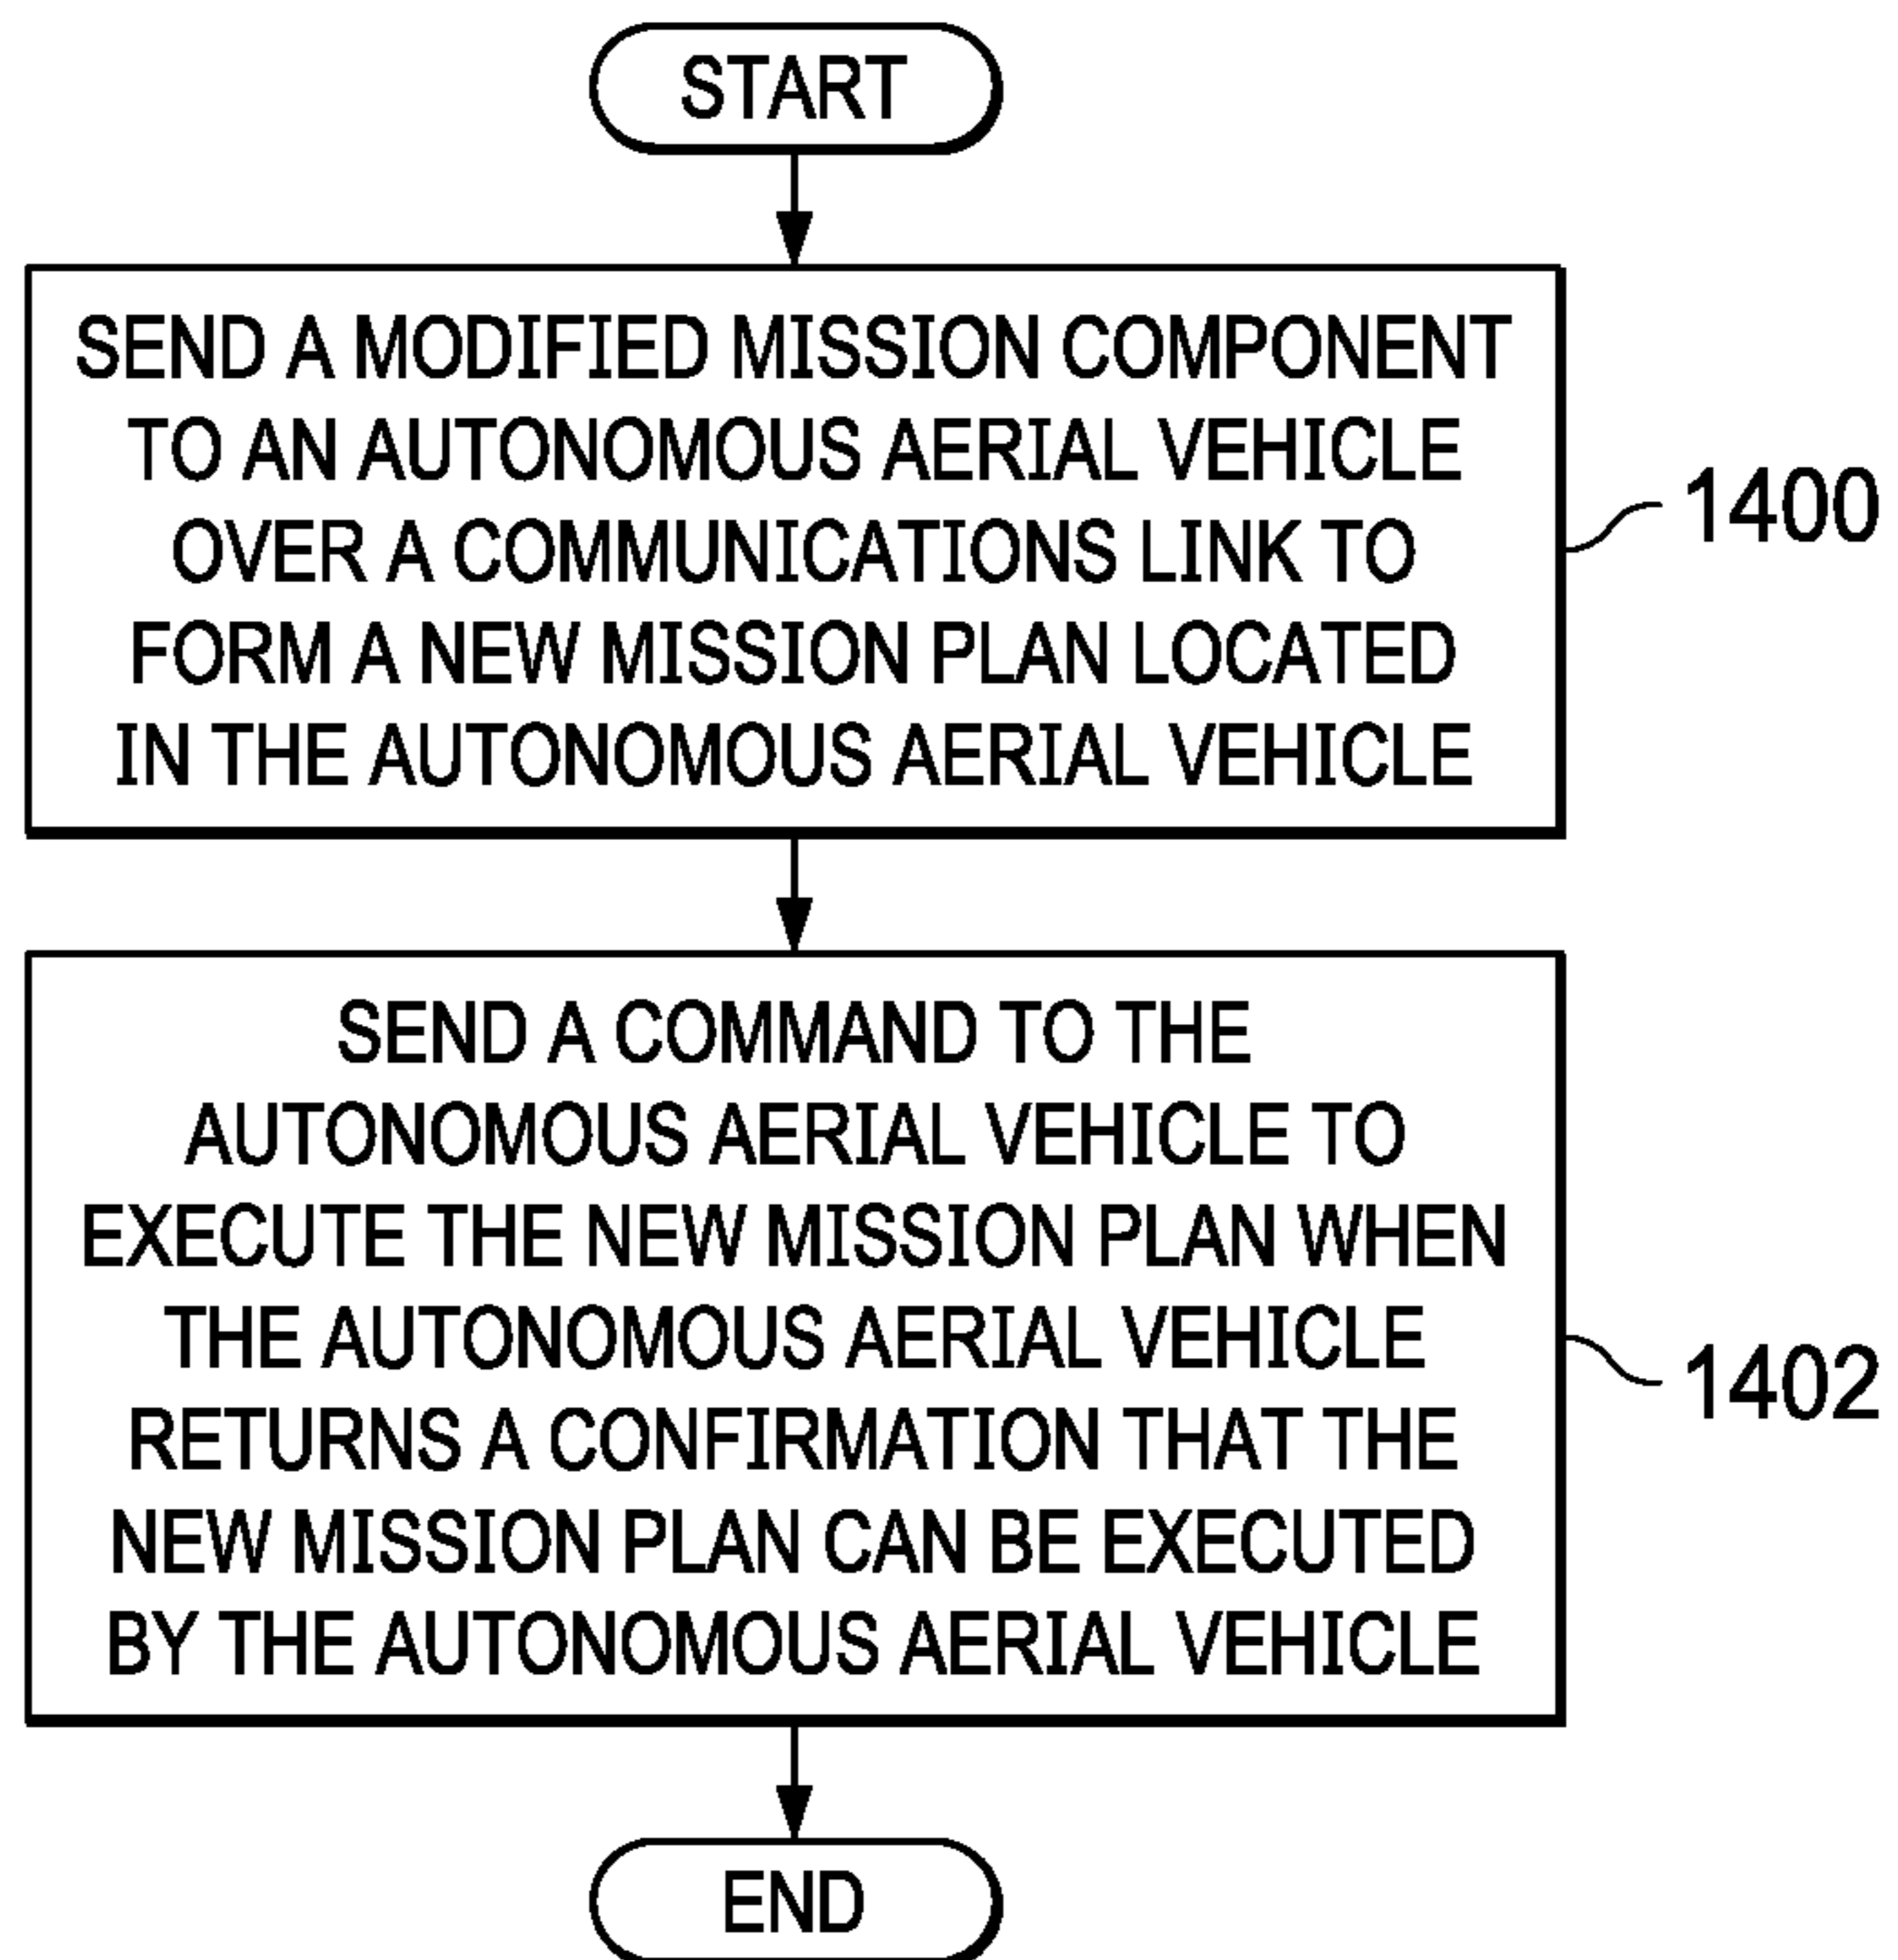 START
SEND A MODIFIED MISSION COMPONENT
TO AN AUTONOMOUS AERIAL VEHICLE
OVER A COMMUNICATIONS LINK TO
FORM A NEW MISSION PLAN LOCATED
IN THE AUTONOMOUS AERIAL VEHICLE
1400
SEND A COMMAND TO THE
AUTONOMOUS AERIAL VEHICLE TO
EXECUTE THE NEW MISSION PLAN WHEN
THE AUTONOMOUS AERIAL VEHICLE
RETURNS A CONFIRMATION THAT THE
NEW MISSION PLAN CAN BE EXECUTED
BY THE AUTONOMOUS AERIAL VEHICLE
1402
END